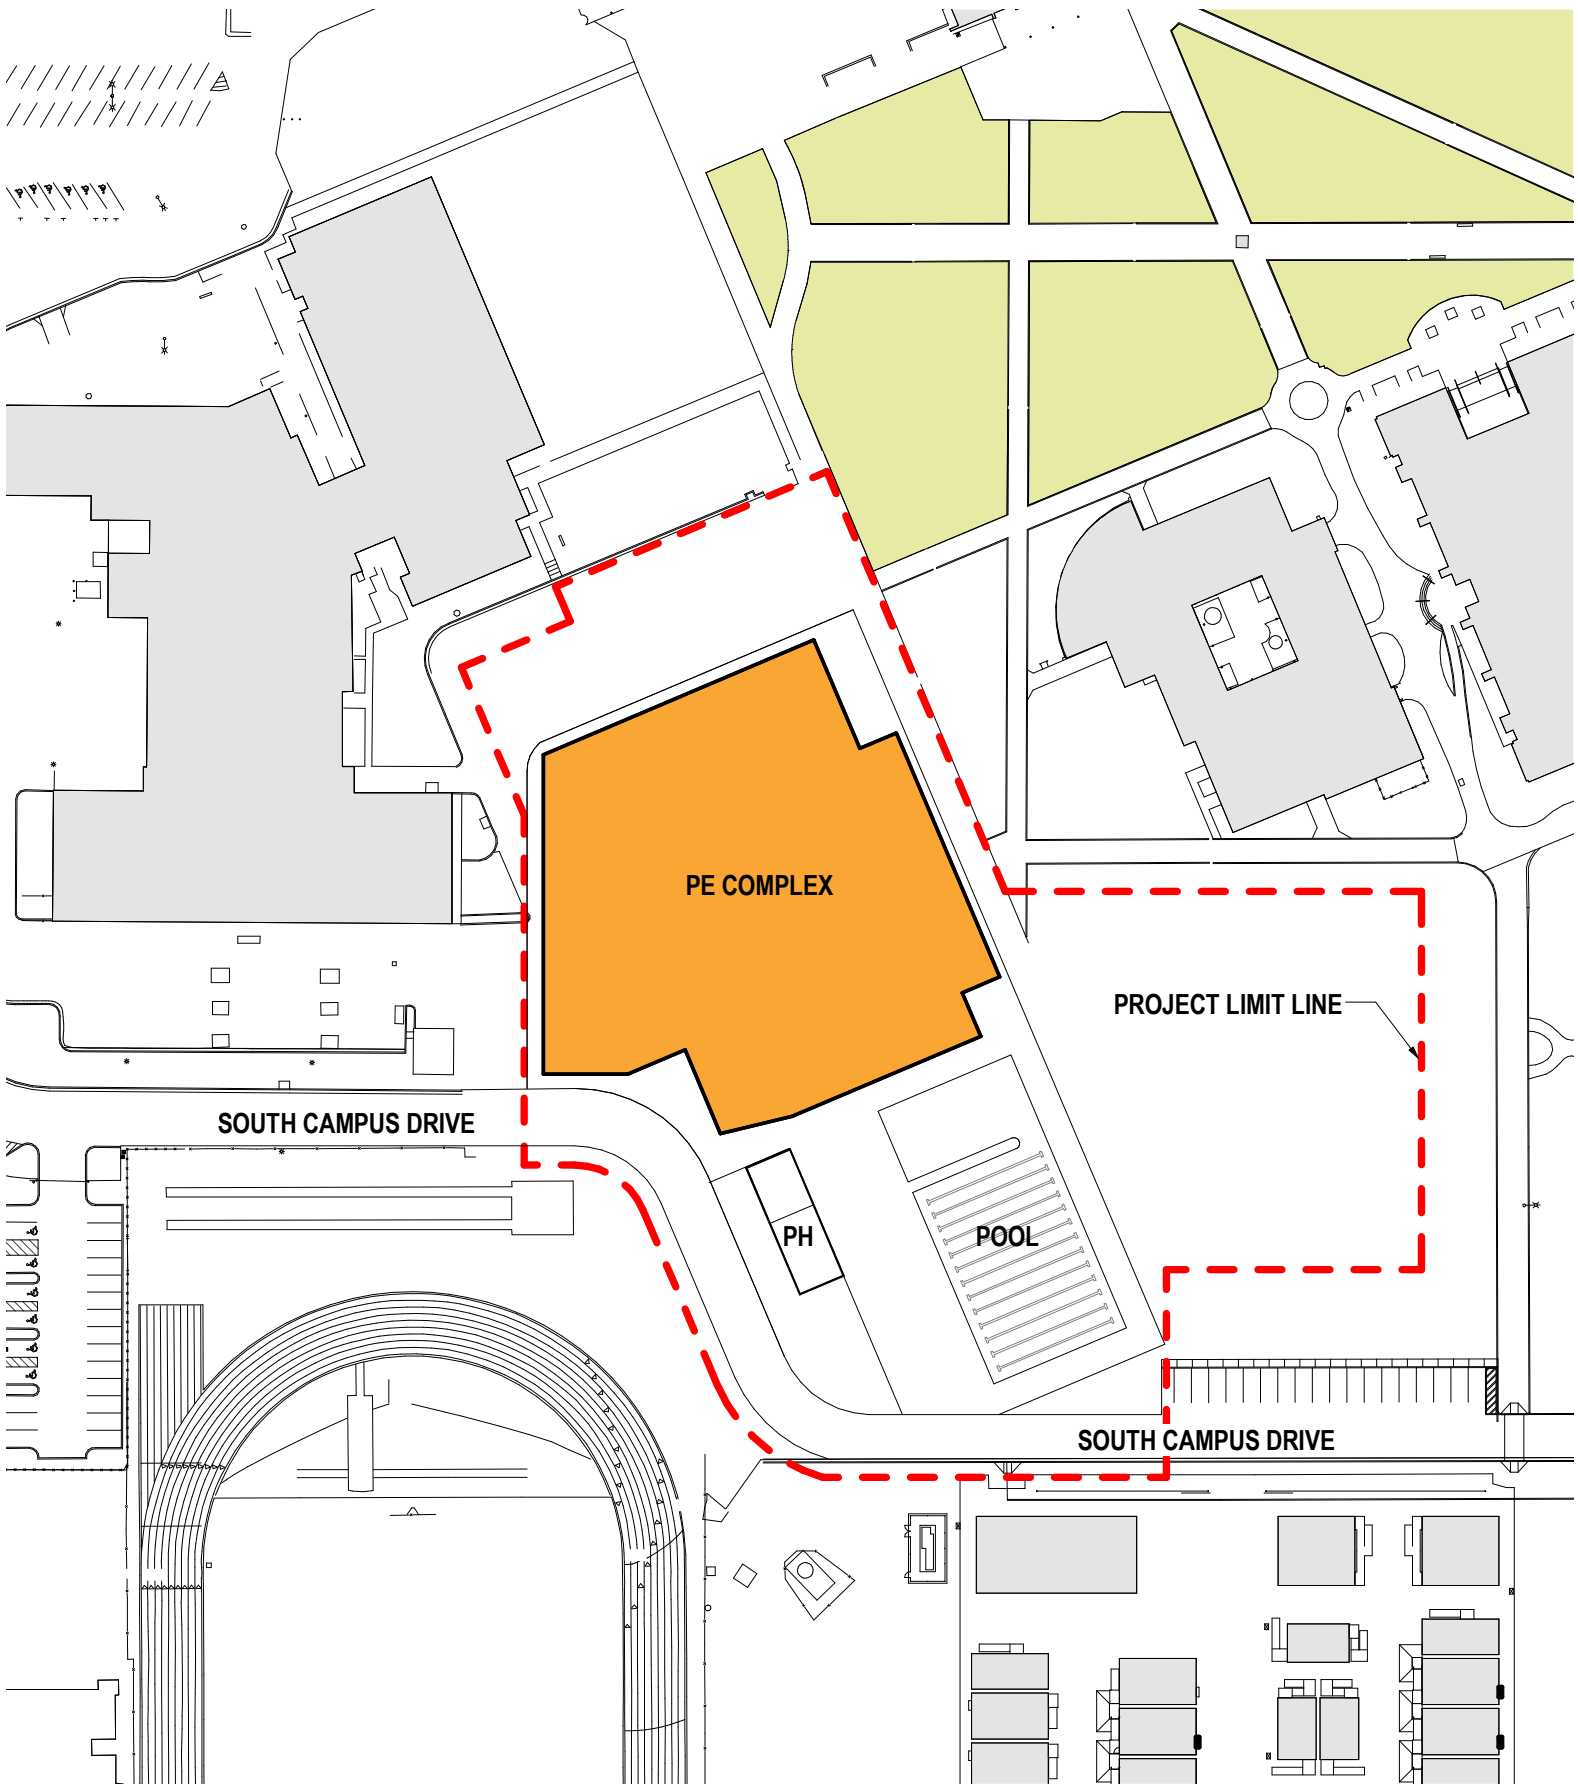 PE COMPLEX
PROJECT LIMIT LINE
SOUTH CAMPUS DRIVE
PH
POOL
SOUTH CAMPUS DRIVE